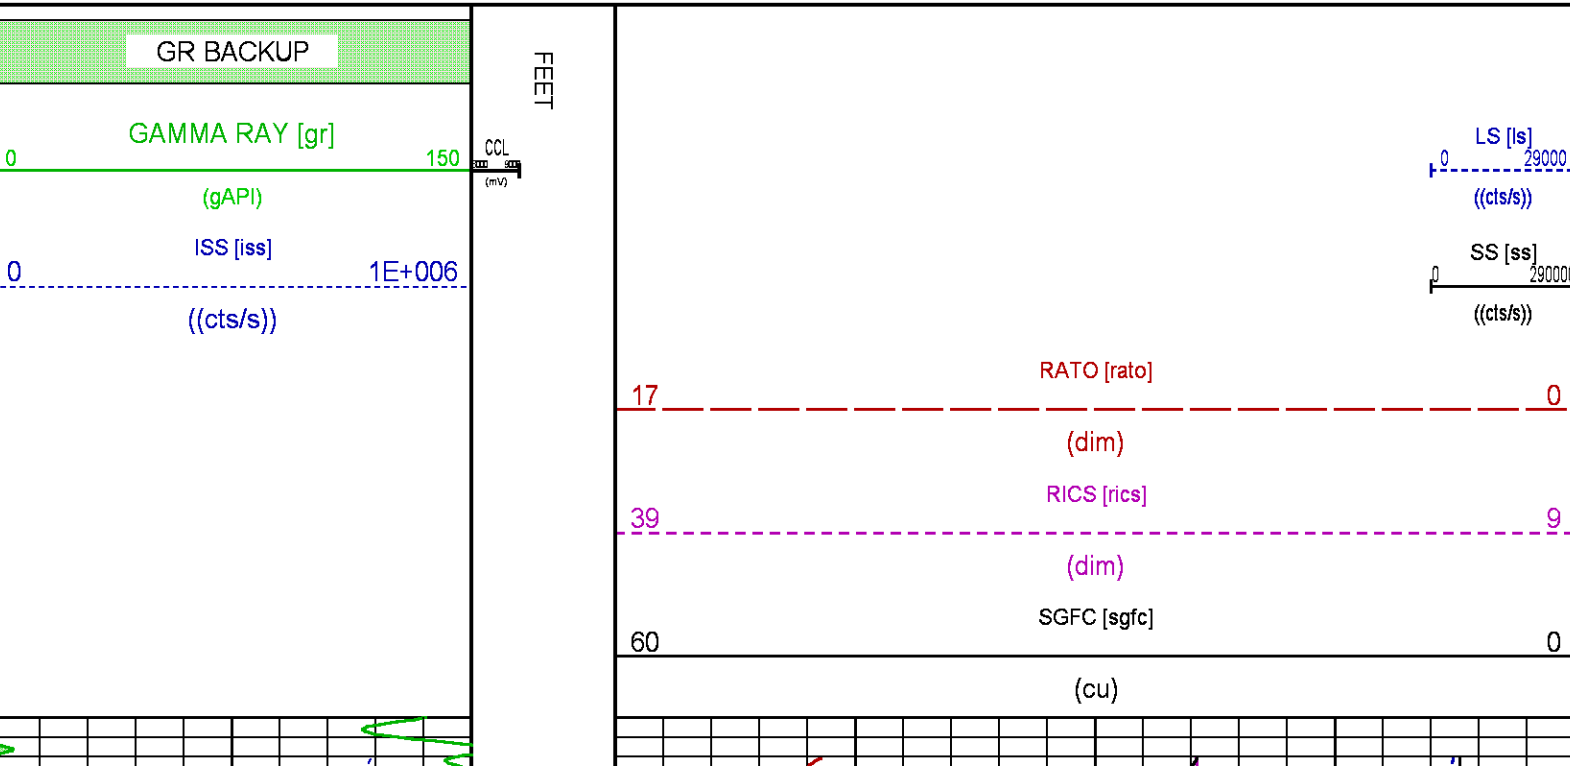 GR BACKUP
FEET
GAMMA RAY [gr]
0 150
(gAPI)
CCL
(mV)
ISS [iss]
0 1E+006
((cts/s))
LS [ls]
0 29000
((cts/s))
SS [ss]
0 290000
((cts/s))
RATO [rato]
17 0
(dim)
RICS [rics]
39 9
(dim)
SGFC [sgfc]
60 0
(cu)